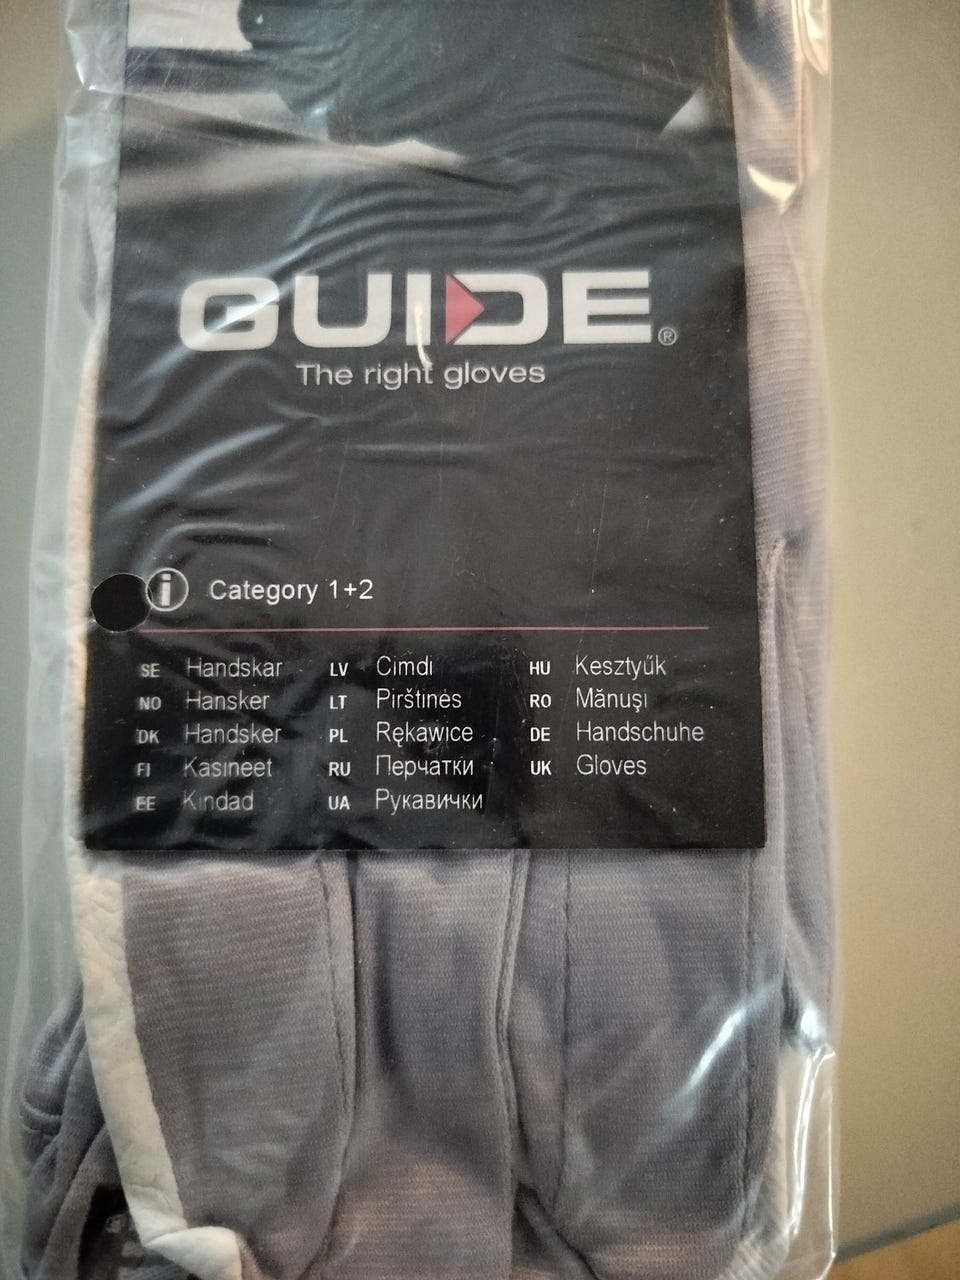 GUIDE®
The right gloves
i Category 1+2
SE Handskar LV Cimdi HU Kesztyűk
NO Hansker LT Pirštinės RO Mănuşi
DK Handsker PL Rękawice DE Handschuhe
FI Käsineet RU Перчатки UK Gloves
EE Kindad UA Рукавички